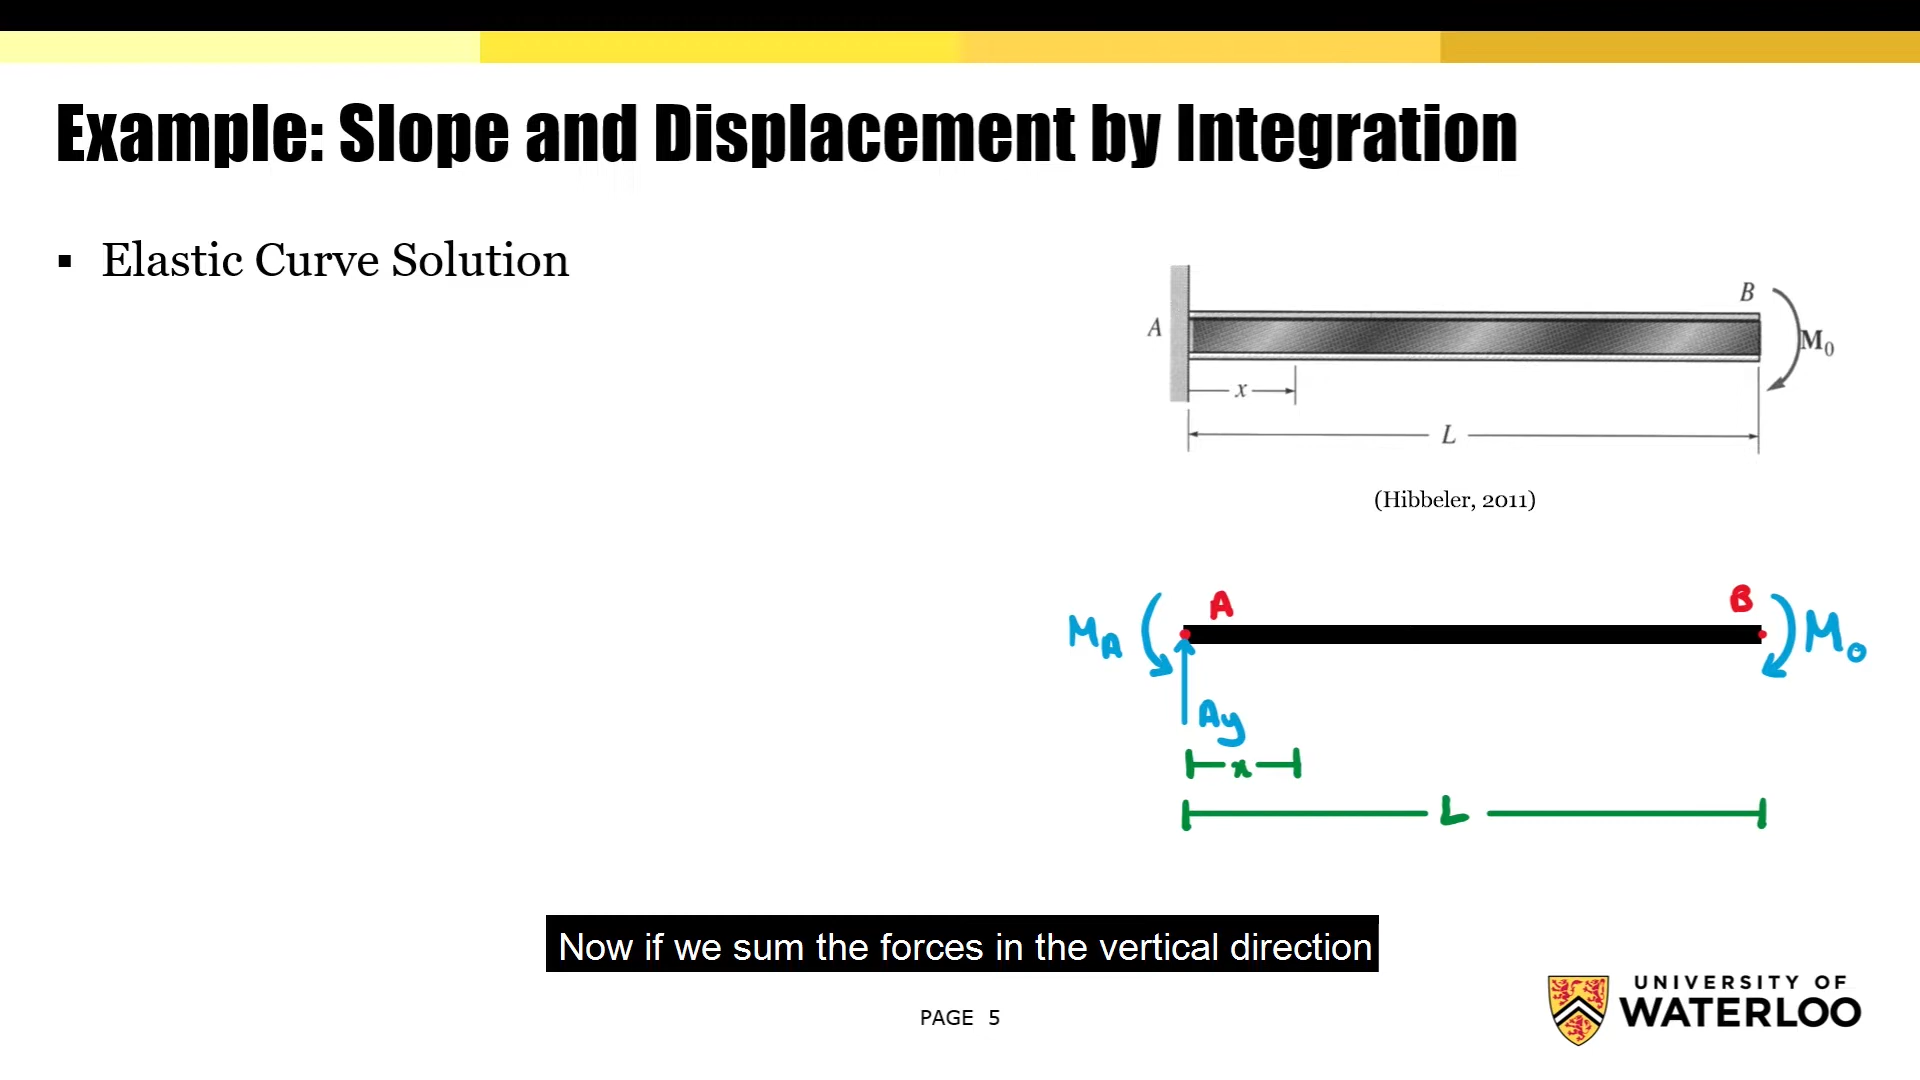 Example: Slope and Displacement by Integration
▪ Elastic Curve Solution
B
A
M0
x
L
(Hibbeler, 2011)
A
B
MA
Mo
Ay
x
L
Now if we sum the forces in the vertical direction
PAGE 5
UNIVERSITY OF
WATERLOO